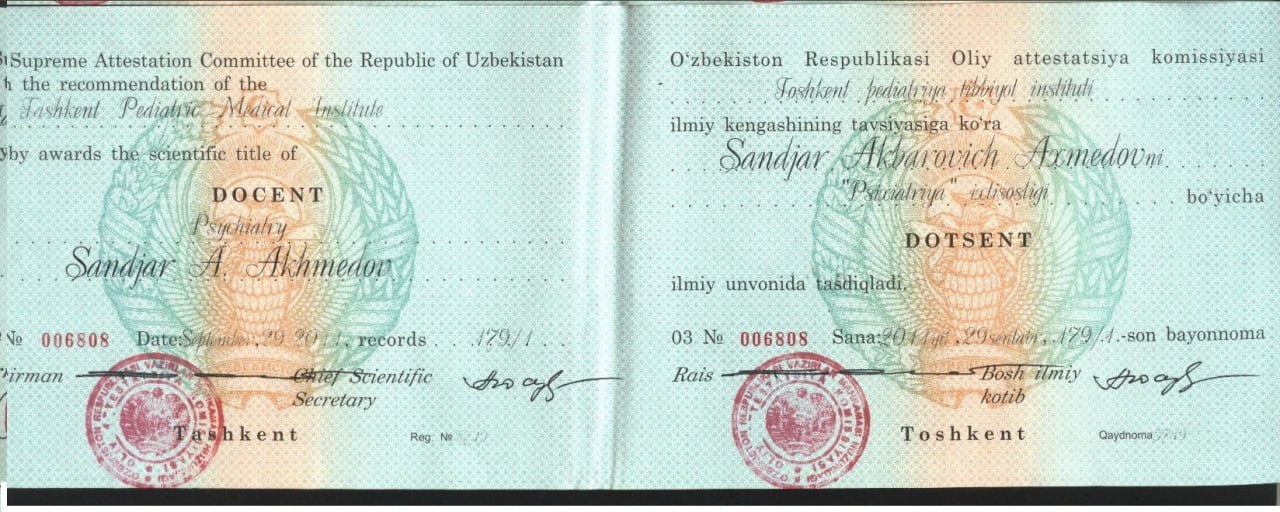 Supreme Attestation Committee of the Republic of Uzbekistan
the recommendation of the
Tashkent Pediatric Medical Institute
by awards the scientific title of
DOCENT
Psychiatry
Sandjar A. Akhmedov
№ 006808 Date: September, 29 2011, records 179/1
Chief Scientific
Secretary
Tashkent Reg. №
O‘zbekiston Respublikasi Oliy attestatsiya komissiyasi
Toshkent pediatriya tibbiyot instituti
ilmiy kengashining tavsiyasiga ko‘ra
Sandjar Akbarovich Axmedovni
"Psixiatriya" ixtisosligi bo‘yicha
DOTSENT
ilmiy unvonida tasdiqladi.
03 № 006808 Sana: 2011 yil, 29 sentabr, 179/1.-son bayonnoma
Rais Bosh ilmiy
kotib
Toshkent Qaydnoma